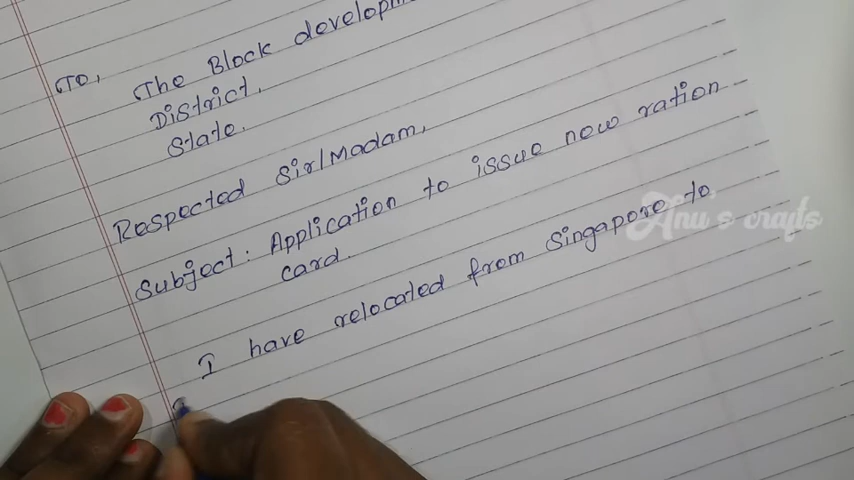 To,
The Block
District.
State.
Respected Sir/Madam,
Subject: Application to issue new ration
card.
I have relocated from Singapore to
Anu's crafts